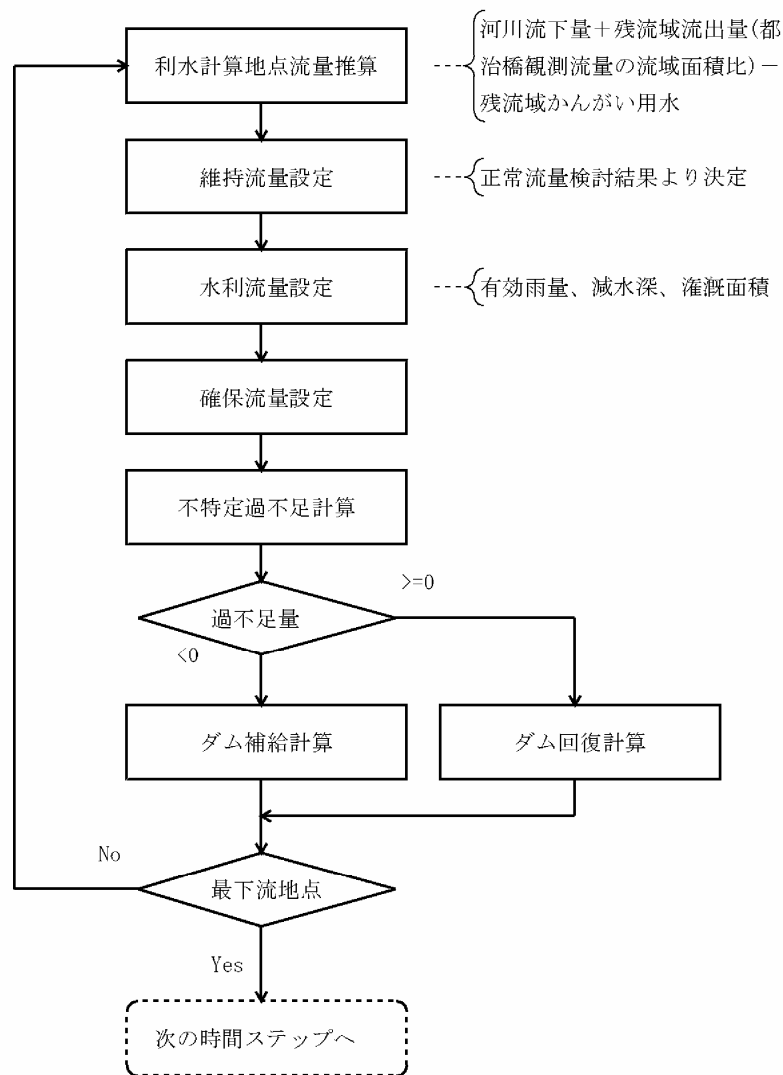 利水計算地点流量推算
河川流下量＋残流域流出量(都
治橋観測流量の流域面積比)－
残流域かんがい用水
維持流量設定
正常流量検討結果より決定
水利流量設定
有効雨量、減水深、灌漑面積
確保流量設定
不特定過不足計算
>=0
過不足量
<0
ダム補給計算
ダム回復計算
No
最下流地点
Yes
次の時間ステップへ